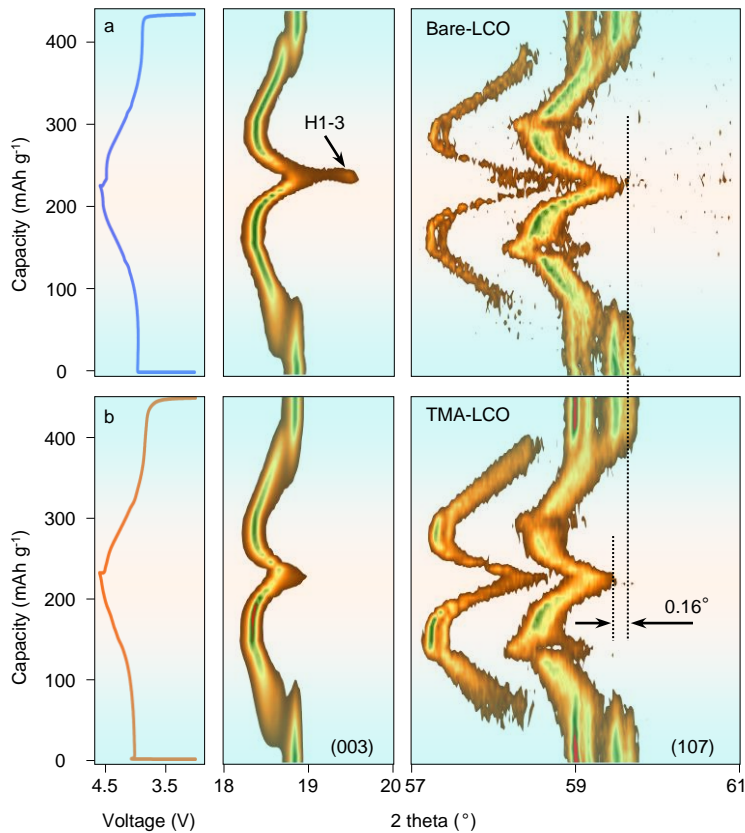 a
Bare-LCO
H1-3
400
300
200
100
0
Capacity (mAh g⁻¹)
b
TMA-LCO
400
300
200
100
0
Capacity (mAh g⁻¹)
0.16°
(003)
(107)
4.5 3.5
18 19 20
57 59 61
Voltage (V)
2 theta (°)